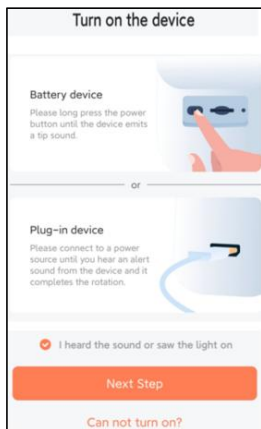 Turn on the device
Battery device
Please long press the power
button until the device emits
a tip sound.
or
Plug-in device
Please connect to a power
source until you hear an alert
sound from the device and it
completes the rotation.
I heard the sound or saw the light on
Next Step
Can not turn on?